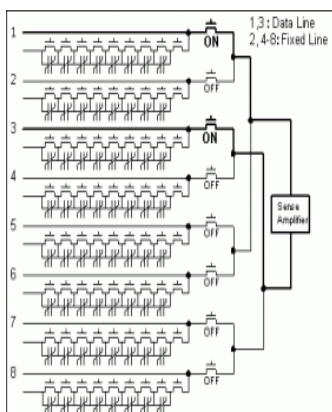 1,3 : Data Line
2, 4-8: Fixed Line
1
ON
2
OFF
3
ON
4
OFF
5
OFF
Sense
Amplifier
6
OFF
7
OFF
8
OFF